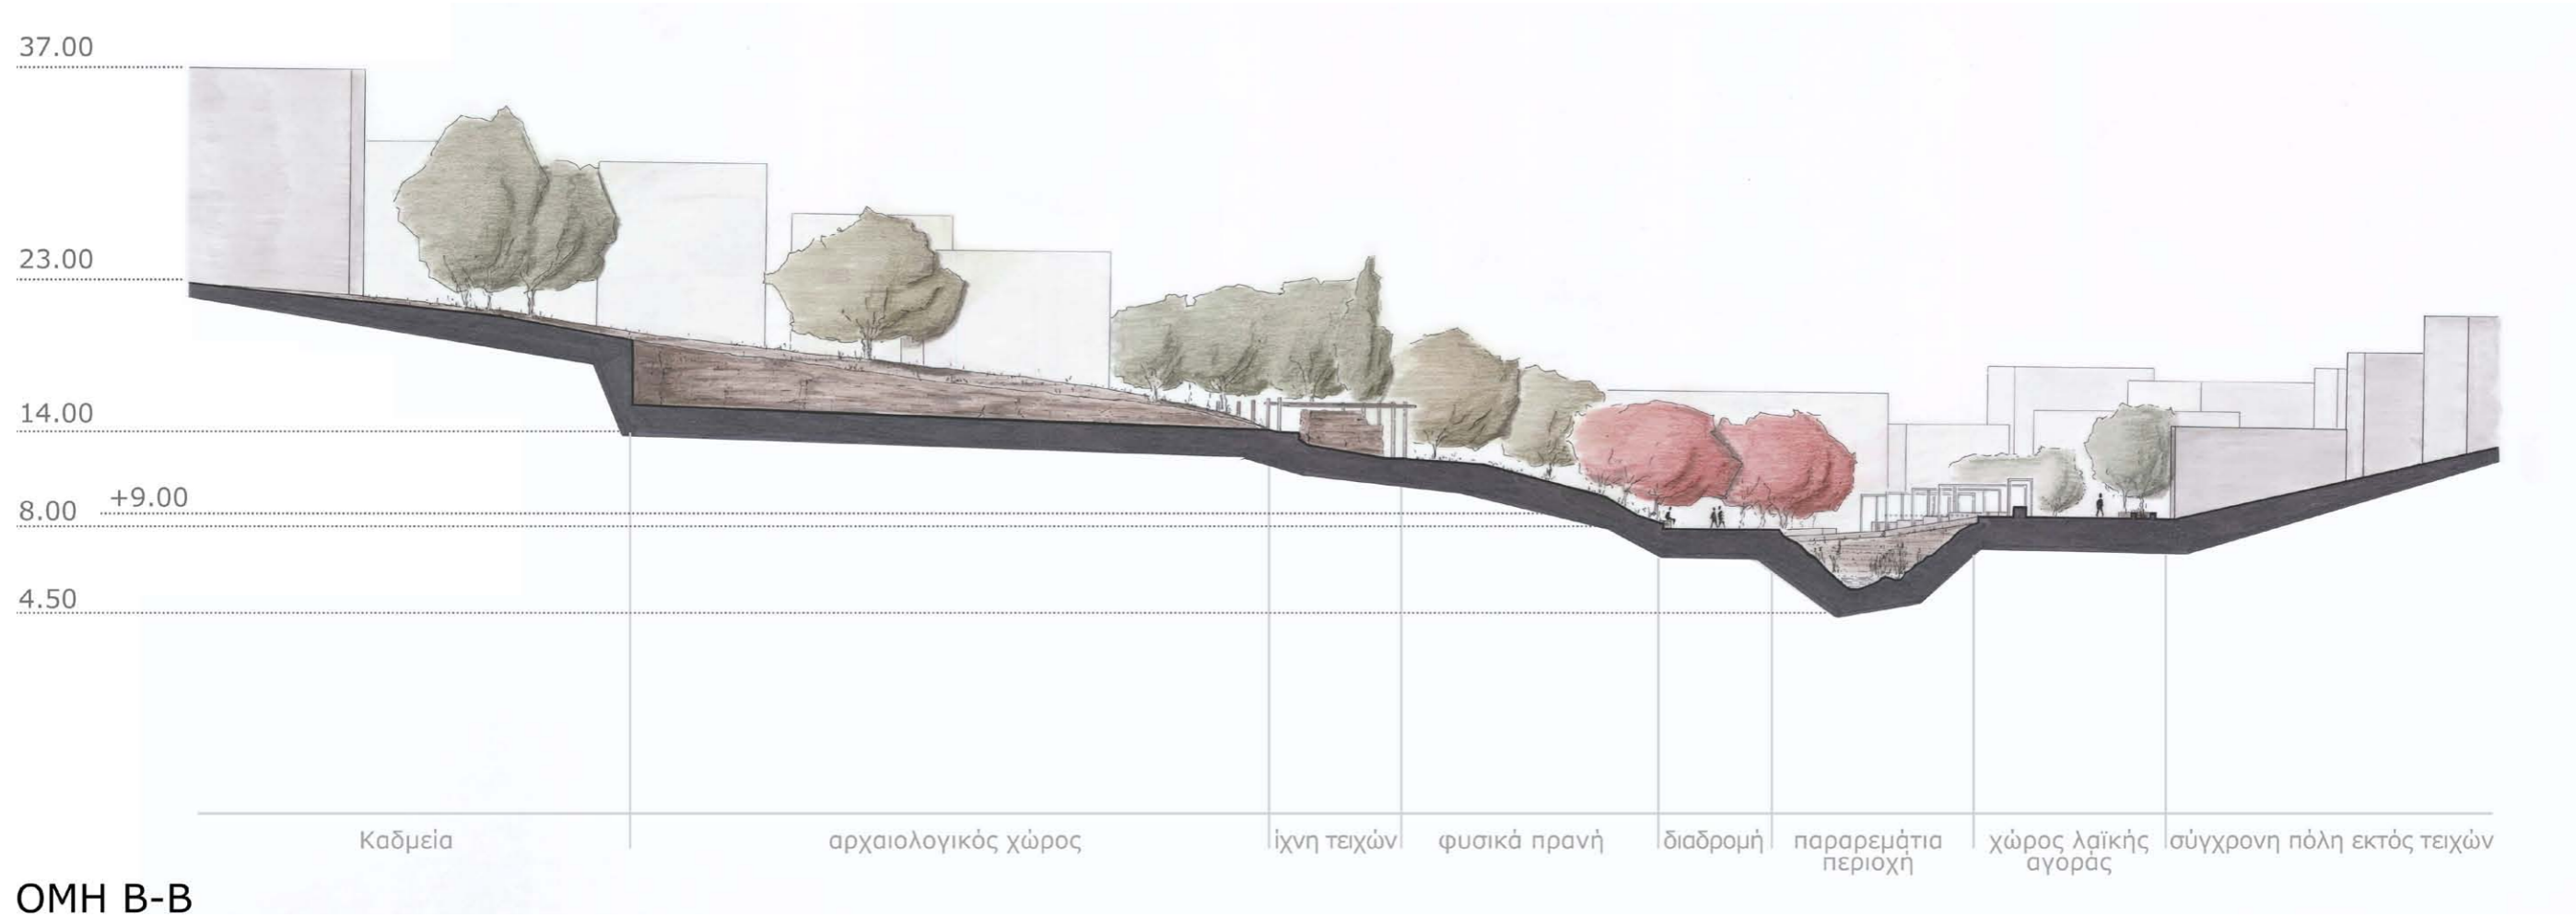 37.00
23.00
14.00
+9.00
8.00
4.50
Καδμεία
αρχαιολογικός χώρος
ίχνη τειχών
φυσικά πρανή
διαδρομή
παραρεμάτια
περιοχή
χώρος λαϊκής
αγοράς
σύγχρονη πόλη εκτός τειχών
ΟΜΗ Β-Β